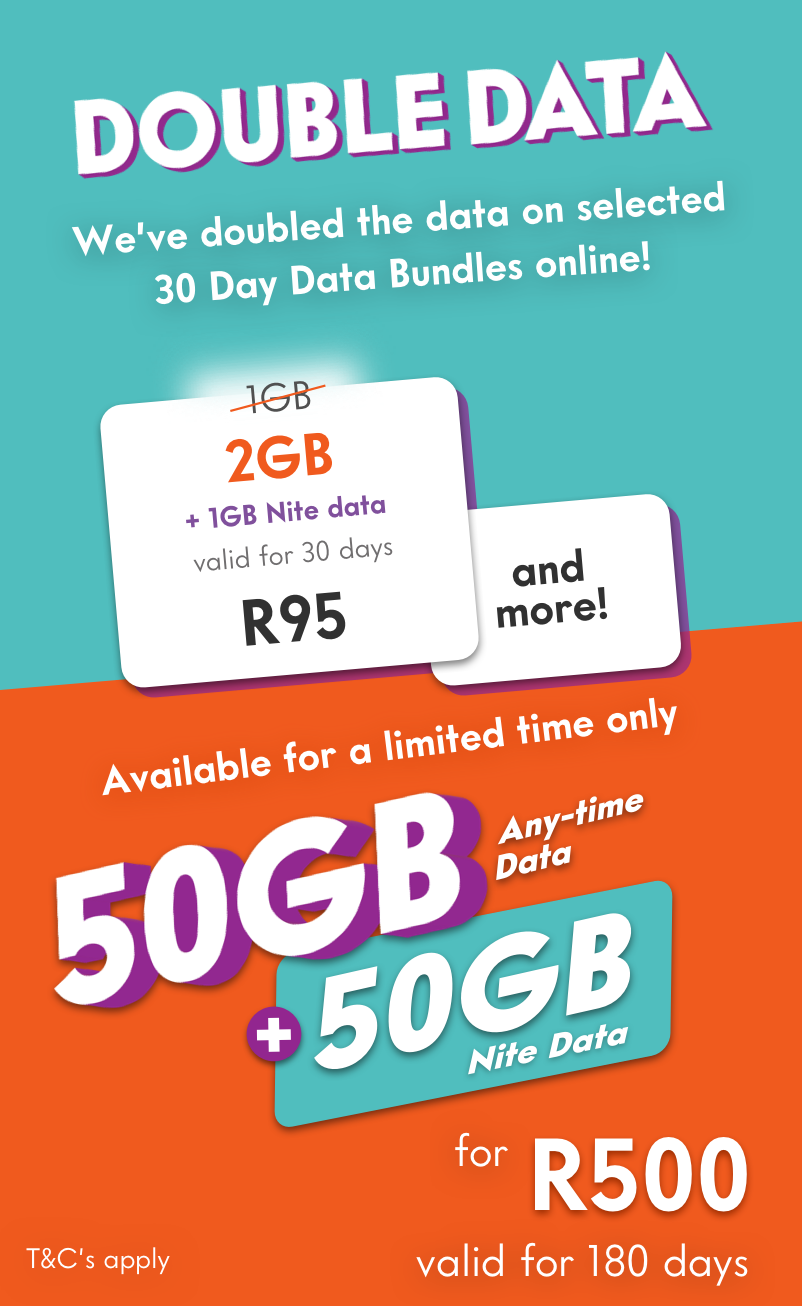 DOUBLE DATA
We've doubled the data on selected
30 Day Data Bundles online!
1GB
2GB
+ 1GB Nite data
valid for 30 days
R95
and
more!
Available for a limited time only
50GB
Any-time
Data
+ 50GB
Nite Data
for R500
valid for 180 days
T&C's apply